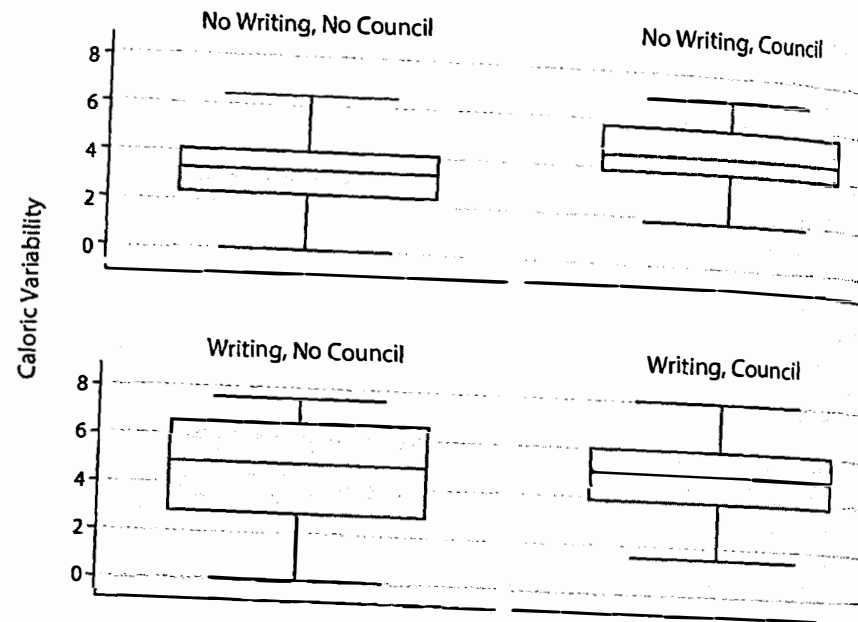 No Writing, No Council
No Writing, Council
8
6
4
2
0
Caloric Variability
Writing, No Council
Writing, Council
8
6
4
2
0